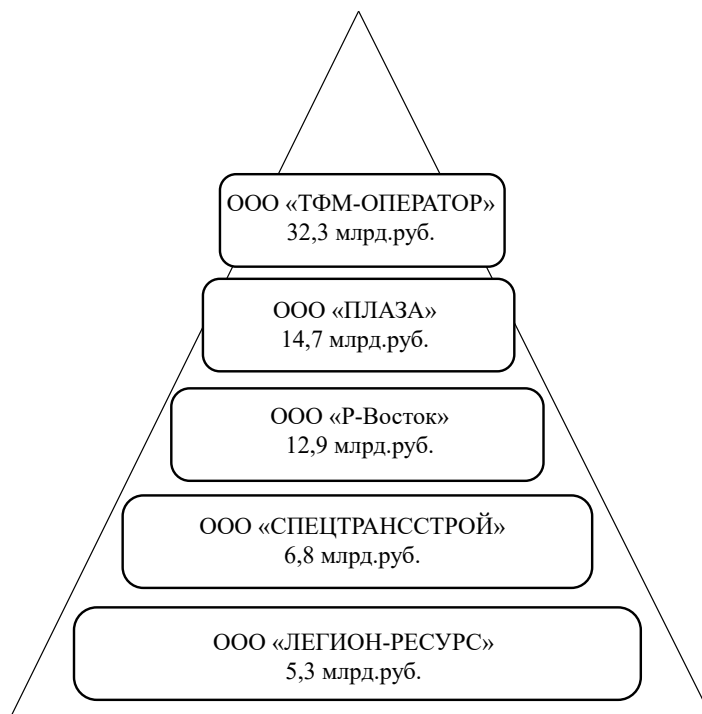 ООО «ТФМ-ОПЕРАТОР»
32,3 млрд.руб.
ООО «ПЛАЗА»
14,7 млрд.руб.
ООО «Р-Восток»
12,9 млрд.руб.
ООО «СПЕЦТРАНССТРОЙ»
6,8 млрд.руб.
ООО «ЛЕГИОН-РЕСУРС»
5,3 млрд.руб.